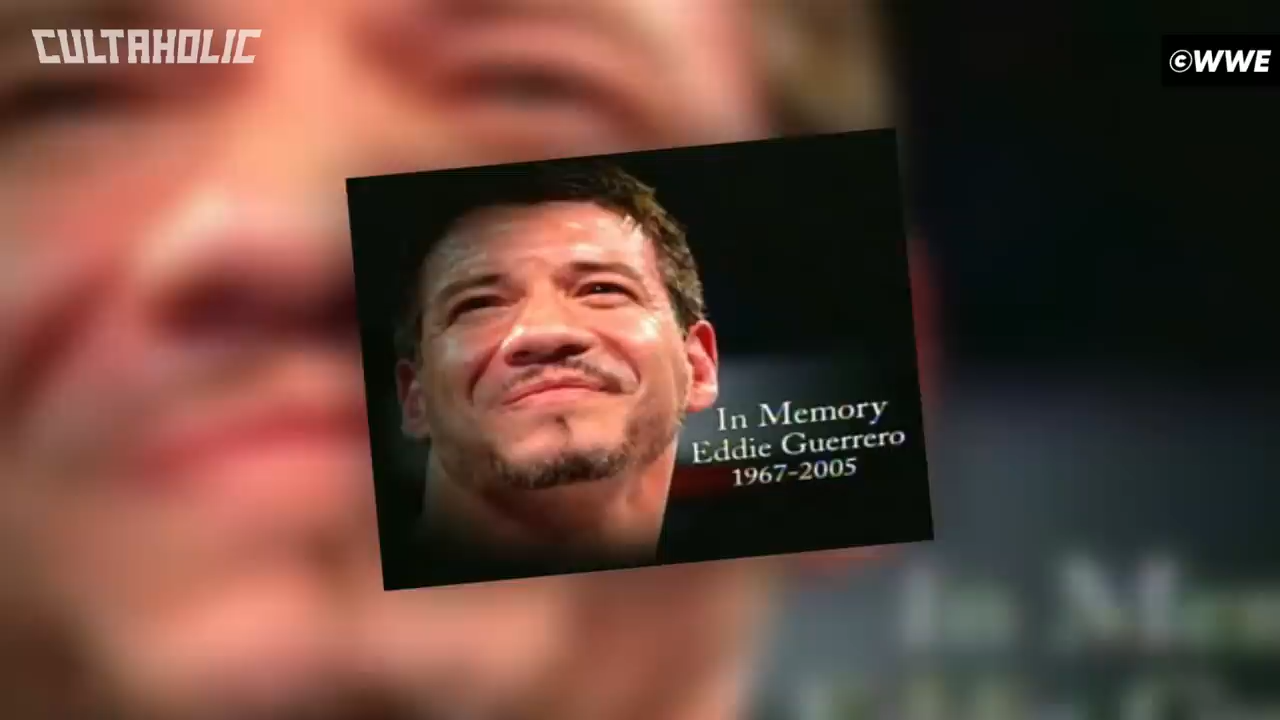 CULTAHOLIC
©WWE
In Memory
Eddie Guerrero
1967-2005